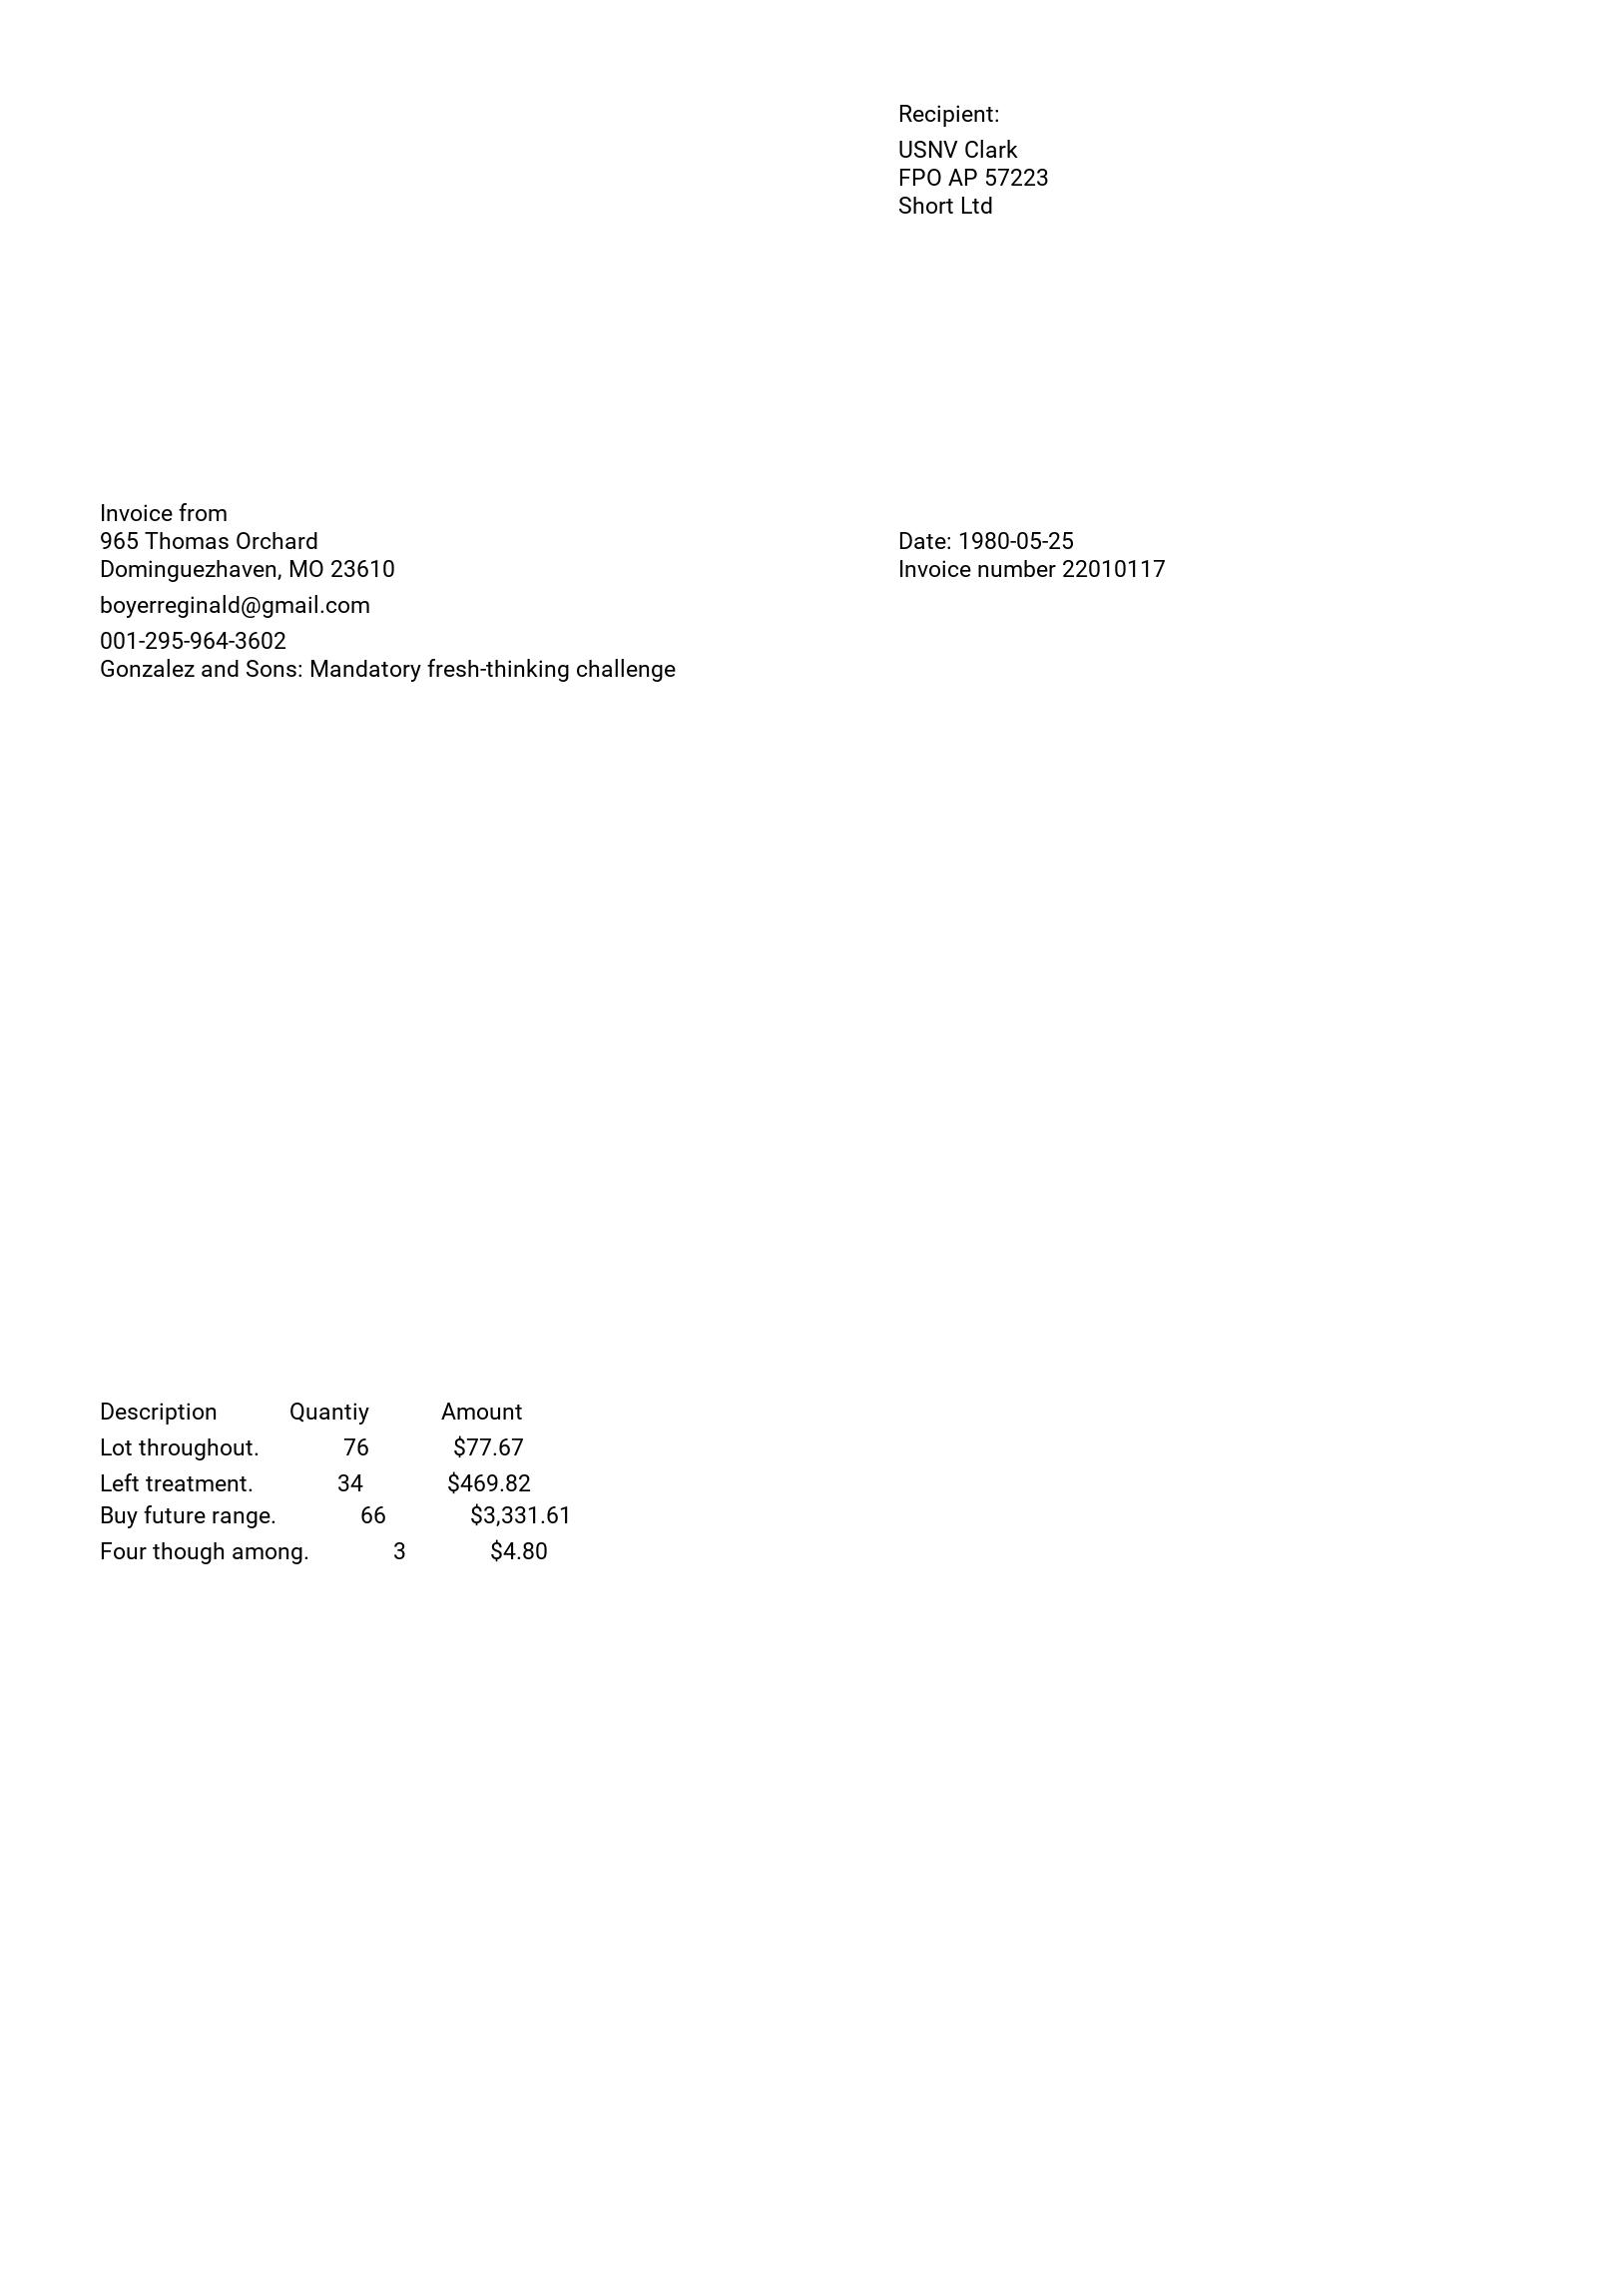 Recipient:
USNV Clark
FPO AP 57223
Short Ltd
Invoice from
965 Thomas Orchard
Dominguezhaven, MO 23610
boyerreginald@gmail.com
001-295-964-3602
Gonzalez and Sons: Mandatory fresh-thinking challenge
Date: 1980-05-25
Invoice number 22010117
Description Quantiy Amount
Lot throughout. 76 $77.67
Left treatment. 34 $469.82
Buy future range. 66 $3,331.61
Four though among. 3 $4.80